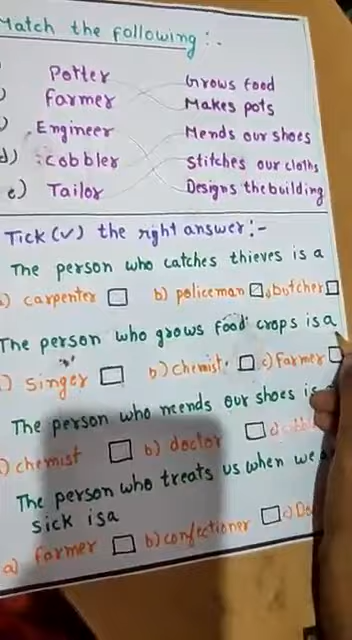 Match the following :-
Potter Grows food
) farmer Makes pots
) Engineer Mends our shoes
d) cobbler stitches our cloths
e) Tailor Designs the building
Tick (✓) the right answer :-
The person who catches thieves is a
a) carpenter b) policeman butcher
The person who grows food crops is a
) singer b) chemist c) farmer
The person who mends our shoes is
) chemist b) doctor
The person who treats us when we
sick is a
a) farmer b) confectioner c) Do